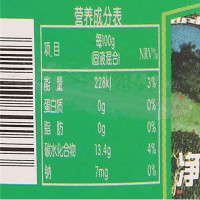 营养成分表
项目 每100g (固液混合) NRV%
能量 228kJ 3%
蛋白质 0g 0%
脂肪 0g 0%
碳水化合物 13.4g 4%
钠 7mg 0%
净